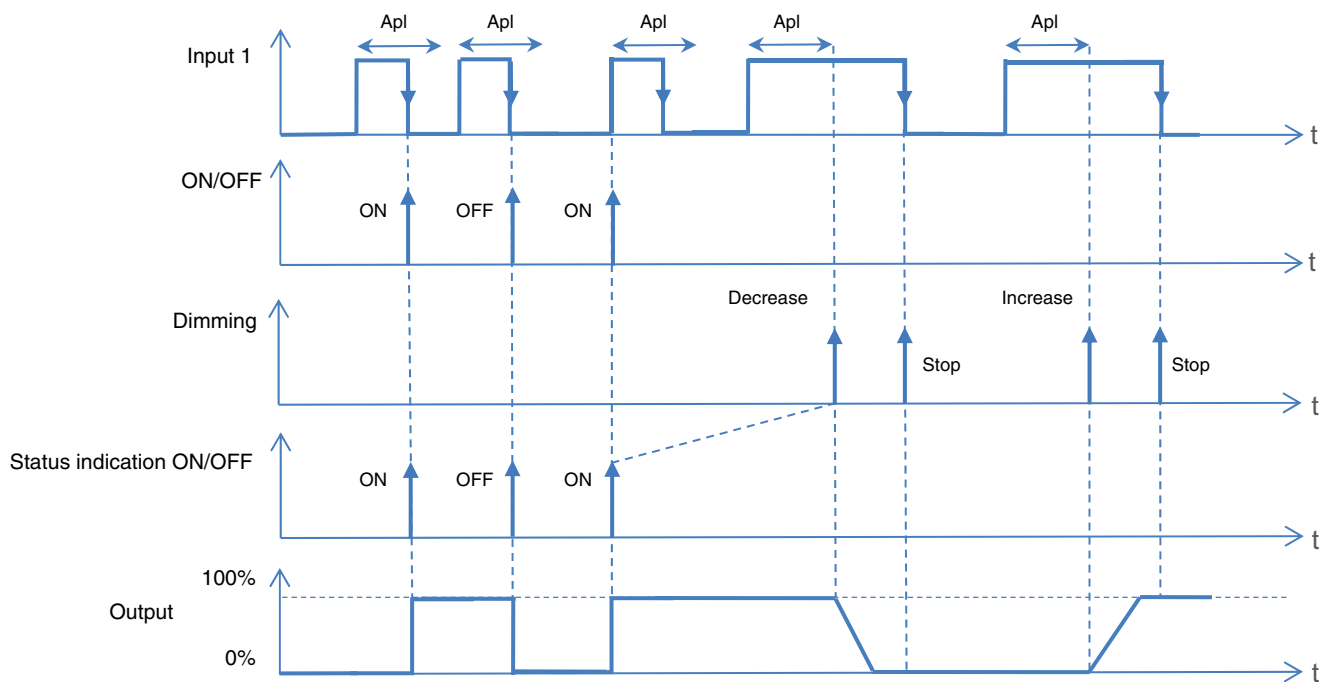 Apl Apl Apl Apl Apl
Input 1
t
ON/OFF
ON OFF ON
t
Decrease Increase
Dimming
Stop Stop
t
Status indication ON/OFF
ON OFF ON
t
100%
Output
0%
t